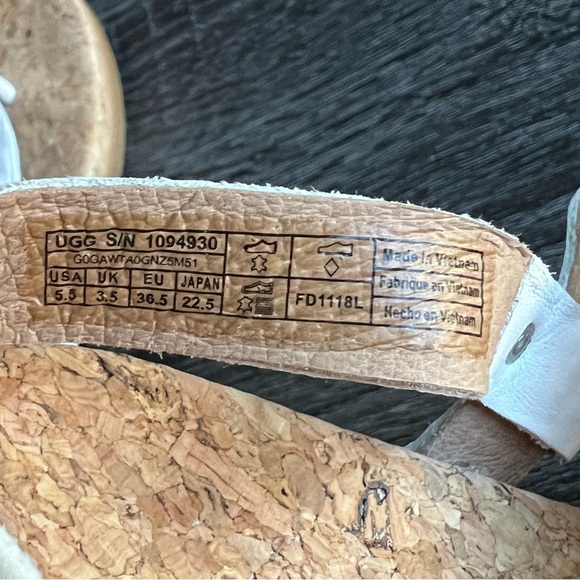 UGG S/N 1094930
G0GAWTA0GNZ5M51
USA UK EU JAPAN
5.5 3.5 36.5 22.5
FD1118L
Made in Vietnam
Fabriqué en Vietnam
Hecho en Vietnam